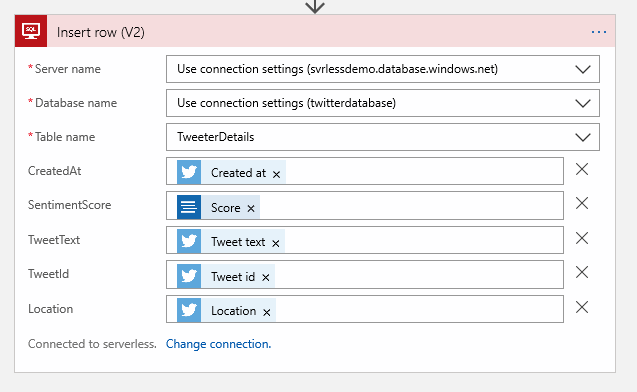 SQL
Insert row (V2)
...
* Server name Use connection settings (svrlessdemo.database.windows.net)
* Database name Use connection settings (twitterdatabase)
* Table name TweeterDetails
CreatedAt Created at ×
SentimentScore Score ×
TweetText Tweet text ×
TweetId Tweet id ×
Location Location ×
Connected to serverless. Change connection.